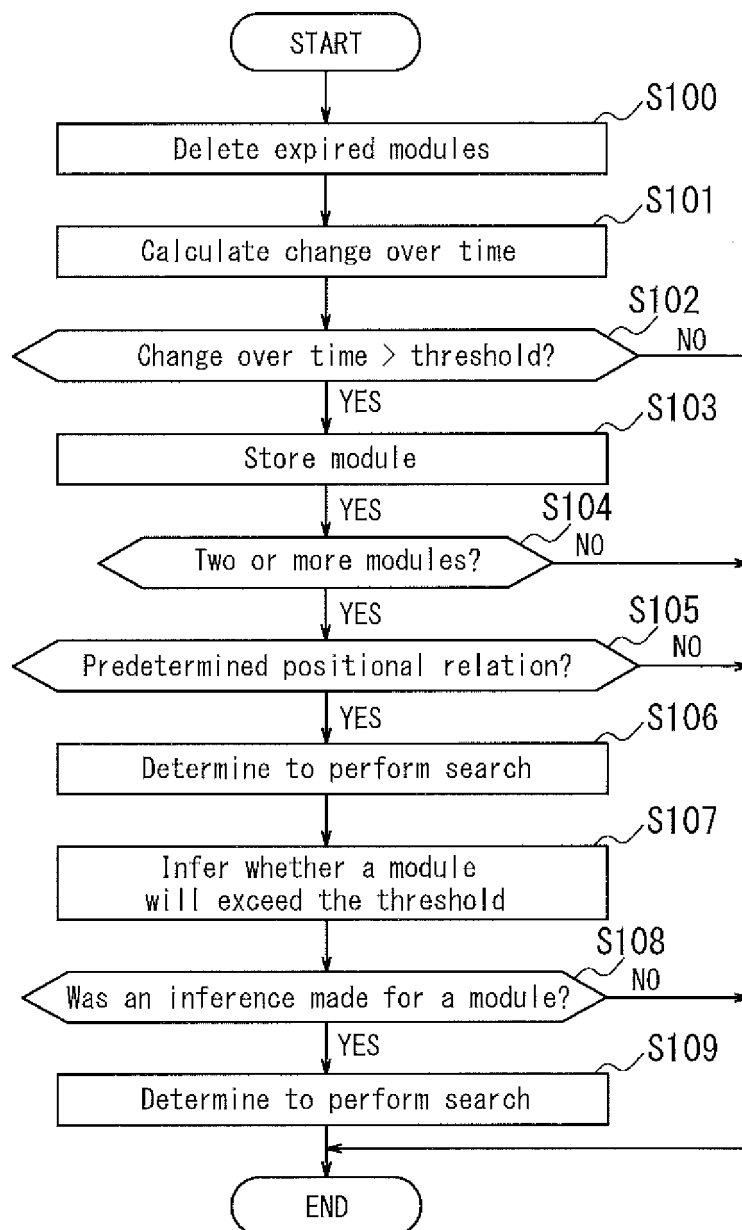 START
S100
Delete expired modules
S101
Calculate change over time
S102
Change over time > threshold?
NO
YES
S103
Store module
YES
S104
Two or more modules?
NO
YES
S105
Predetermined positional relation?
NO
YES
S106
Determine to perform search
S107
Infer whether a module
will exceed the threshold
S108
Was an inference made for a module?
NO
YES
S109
Determine to perform search
END